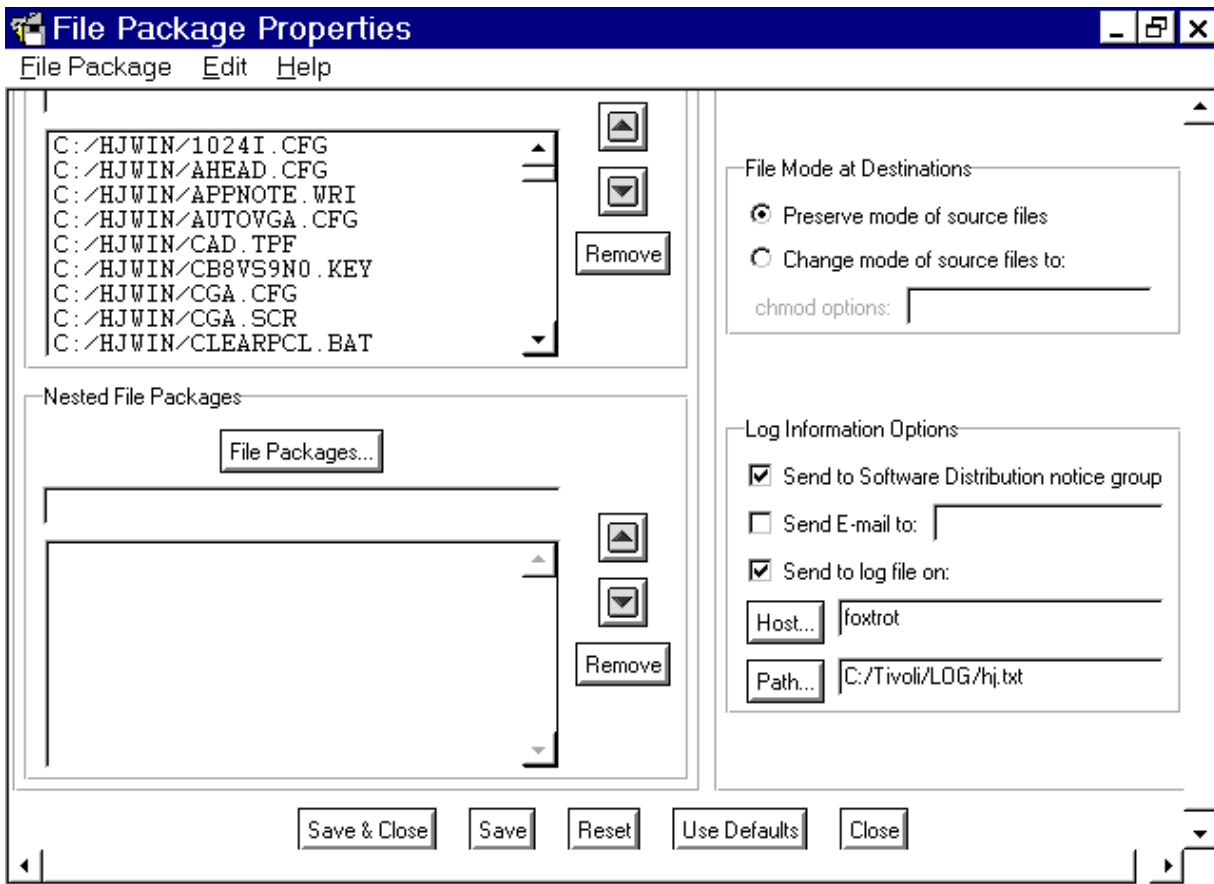 File Package Properties
File Package Edit Help
C:/HJWIN/1024I.CFG
C:/HJWIN/AHEAD.CFG
C:/HJWIN/APPNOTE.WRI
C:/HJWIN/AUTOVGA.CFG
C:/HJWIN/CAD.TPF
C:/HJWIN/CB8VS9N0.KEY
C:/HJWIN/CGA.CFG
C:/HJWIN/CGA.SCR
C:/HJWIN/CLEARPCL.BAT
Remove
Nested File Packages
File Packages...
Remove
File Mode at Destinations
Preserve mode of source files
Change mode of source files to:
chmod options:
Log Information Options
Send to Software Distribution notice group
Send E-mail to:
Send to log file on:
Host... foxtrot
Path... C:/Tivoli/LOG/hj.txt
Save & Close Save Reset Use Defaults Close